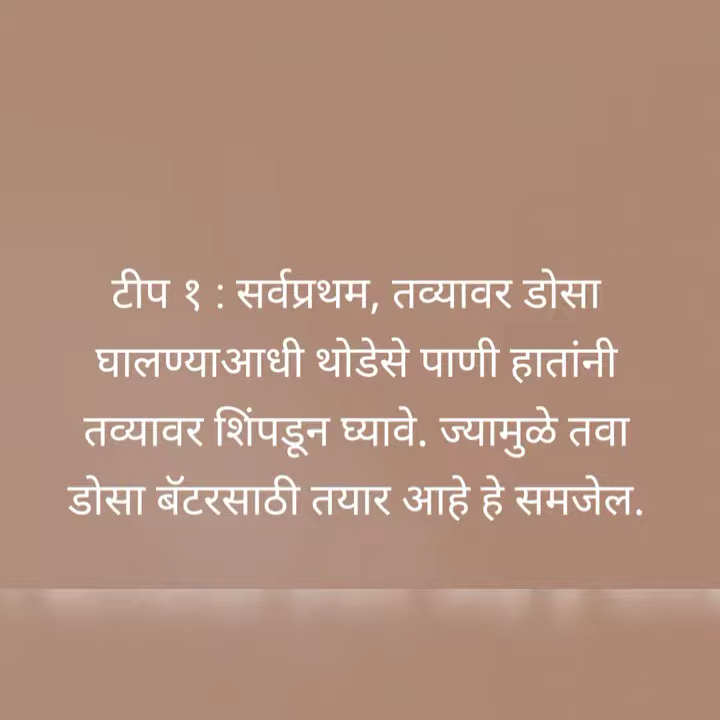 टीप १ : सर्वप्रथम, तव्यावर डोसा
घालण्याआधी थोडेसे पाणी हातांनी
तव्यावर शिंपडून घ्यावे. ज्यामुळे तवा
डोसा बॅटरसाठी तयार आहे हे समजेल.